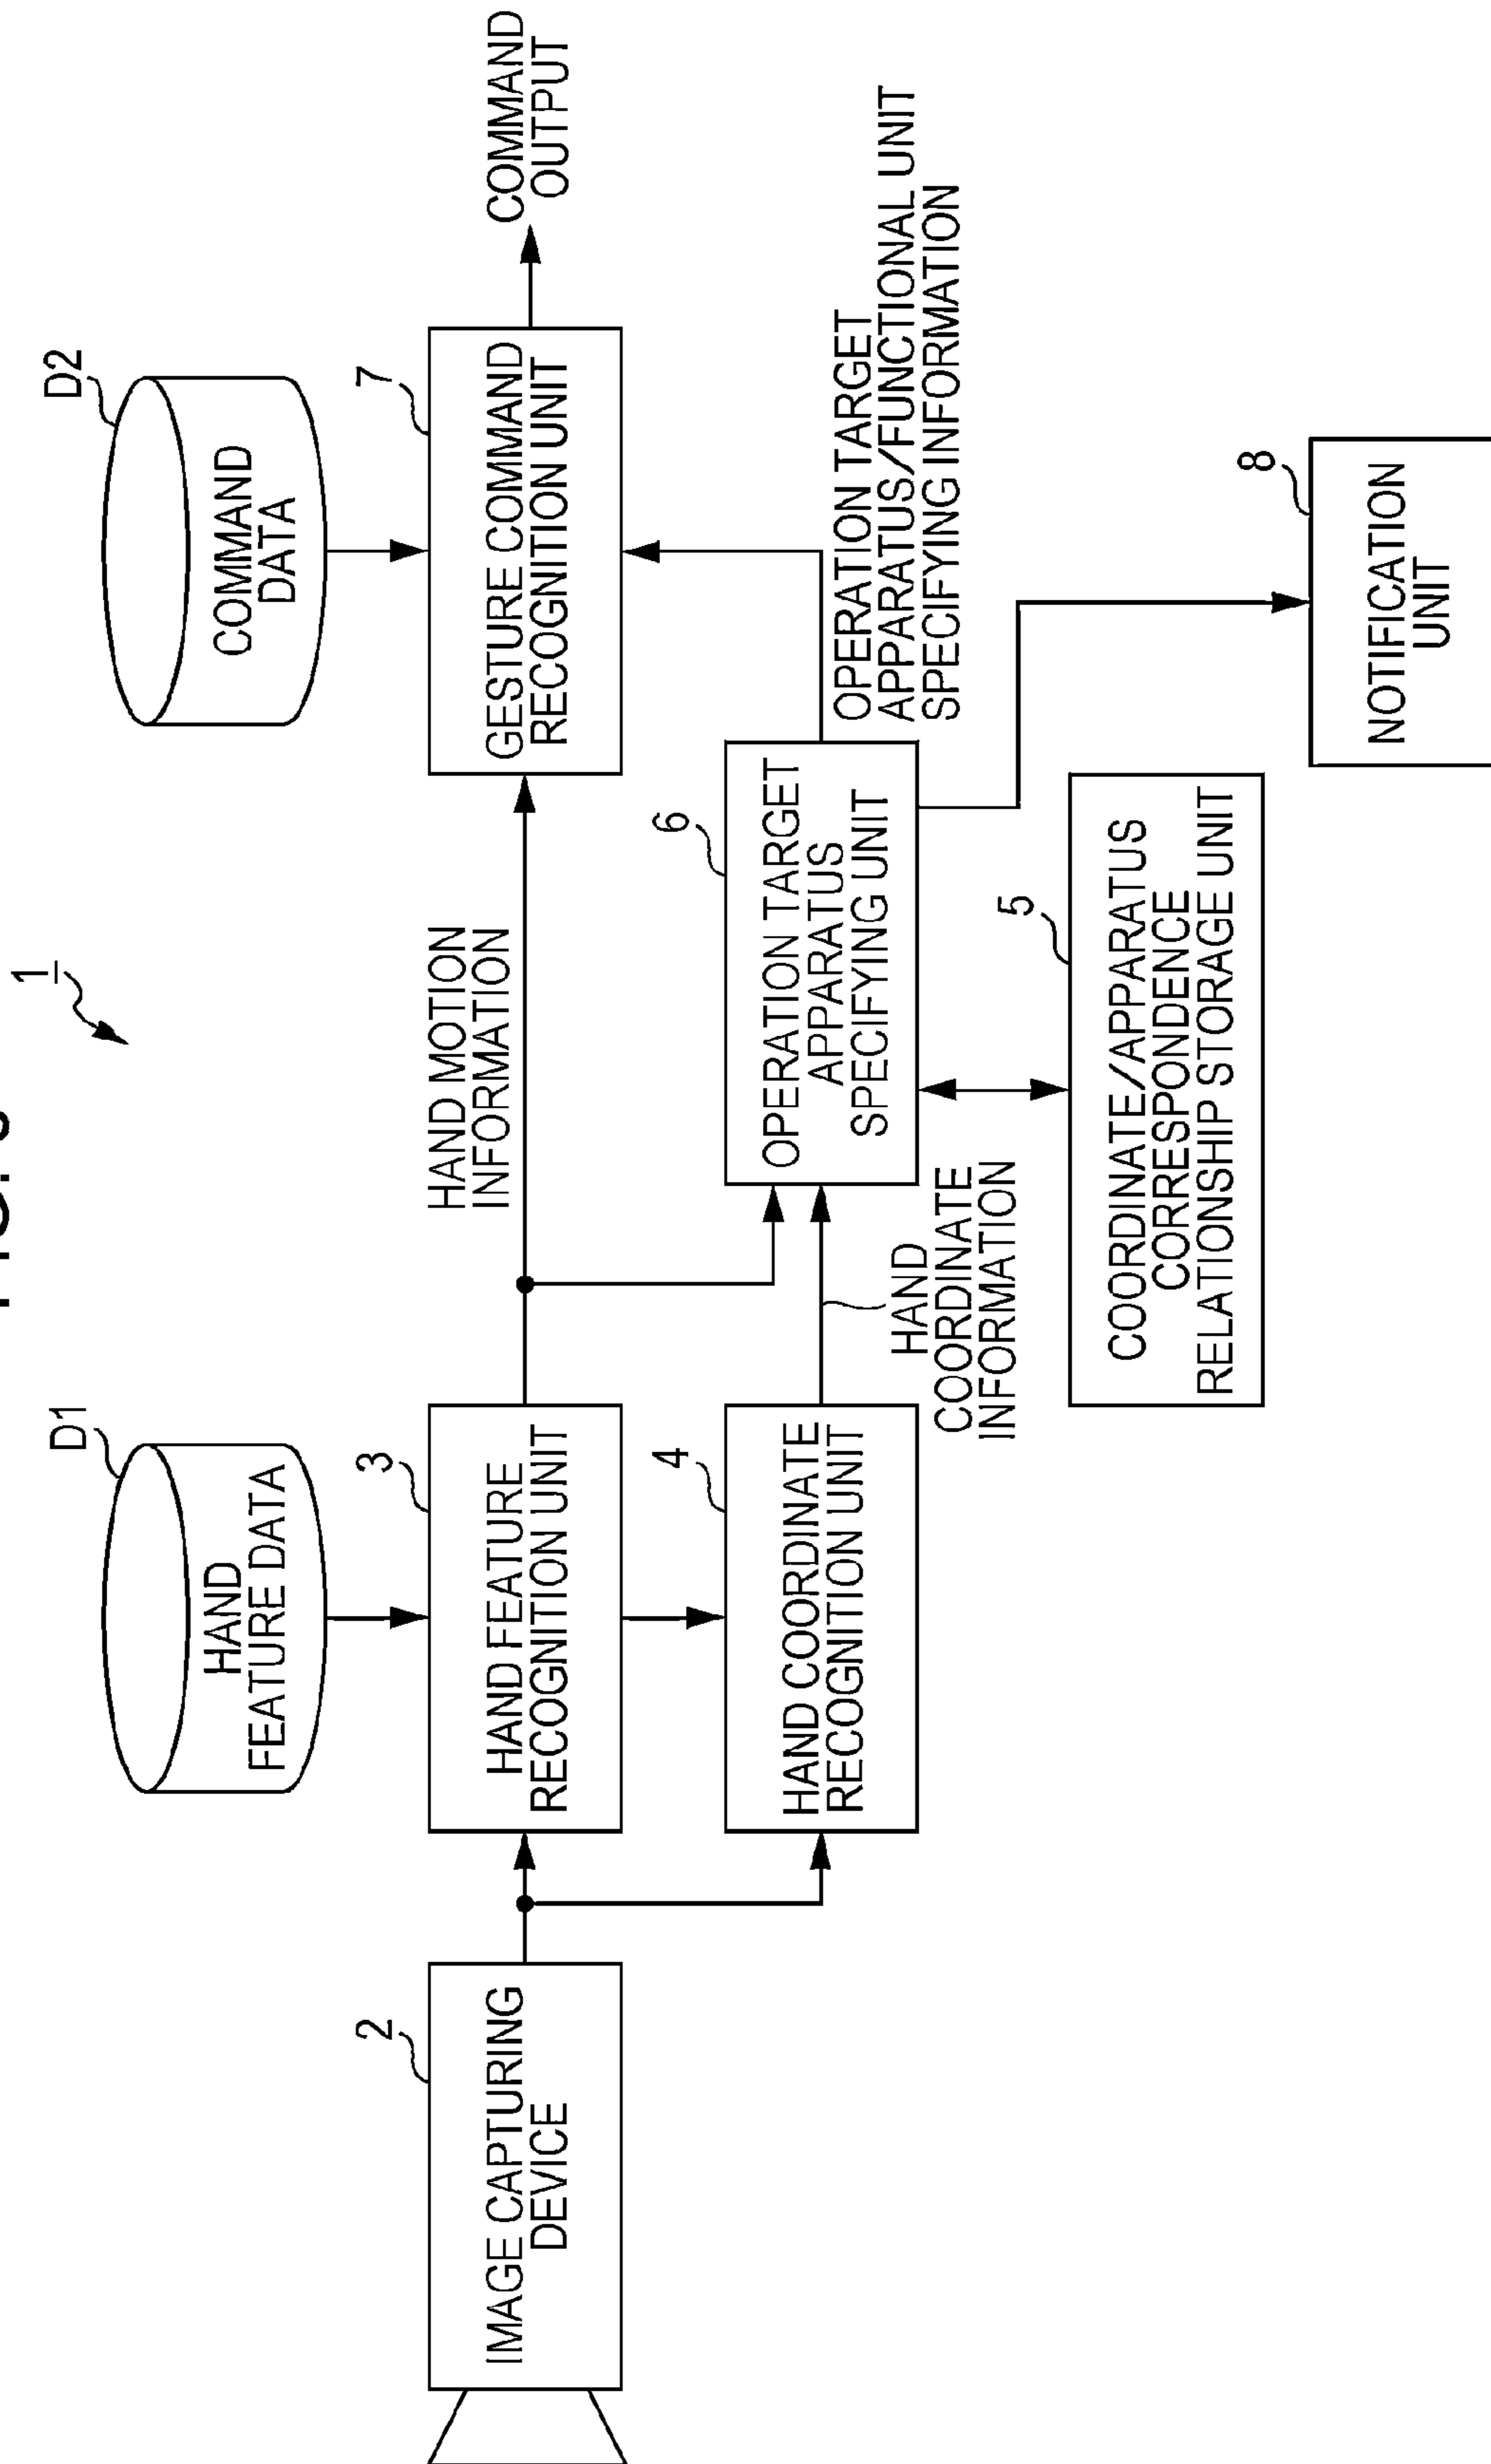 1
D1
HAND
FEATURE DATA
D2
COMMAND
DATA
2
IMAGE CAPTURING
DEVICE
3
HAND FEATURE
RECOGNITION UNIT
HAND MOTION
INFORMATION
7
GESTURE COMMAND
RECOGNITION UNIT
COMMAND
OUTPUT
4
HAND COORDINATE
RECOGNITION UNIT
HAND
COORDINATE
INFORMATION
6
OPERATION TARGET
APPARATUS
SPECIFYING UNIT
OPERATION TARGET
APPARATUS/FUNCTIONAL UNIT
SPECIFYING INFORMATION
5
COORDINATE/APPARATUS
CORRESPONDENCE
RELATIONSHIP STORAGE UNIT
8
NOTIFICATION
UNIT